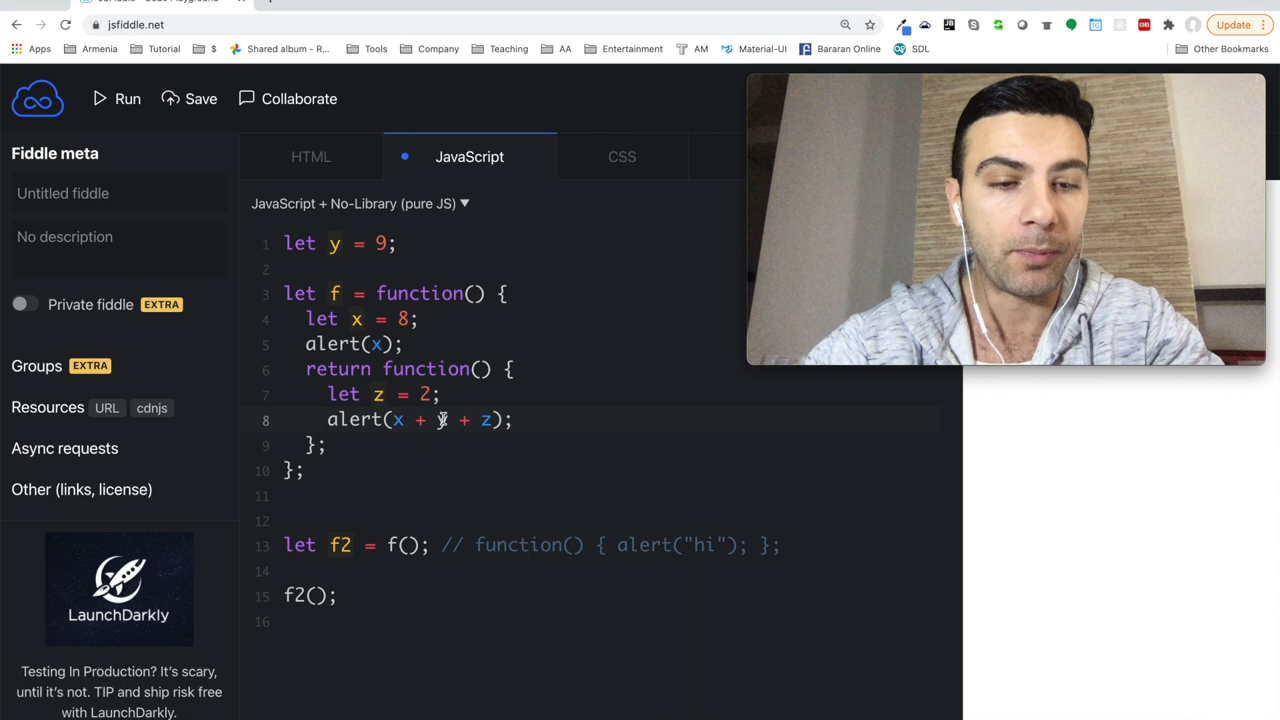 jsfiddle.net
Update
Apps
Armenia
Tutorial
$
Shared album - R...
Tools
Company
Teaching
AA
Entertainment
AM
Material-UI
Bararan Online
SDL
Other Bookmarks
Run
Save
Collaborate
Fiddle meta
HTML
JavaScript
CSS
Untitled fiddle
JavaScript + No-Library (pure JS) ▼
No description
Private fiddle EXTRA
Groups EXTRA
Resources URL cdnjs
Async requests
Other (links, license)
1 let y = 9;
2
3 let f = function() {
4 let x = 8;
5 alert(x);
6 return function() {
7 let z = 2;
8 alert(x + y + z);
9 };
10 };
11
12
13 let f2 = f(); // function() { alert("hi"); };
14
15 f2();
16
LaunchDarkly
Testing In Production? It's scary,
until it's not. TIP and ship risk free
with LaunchDarkly.